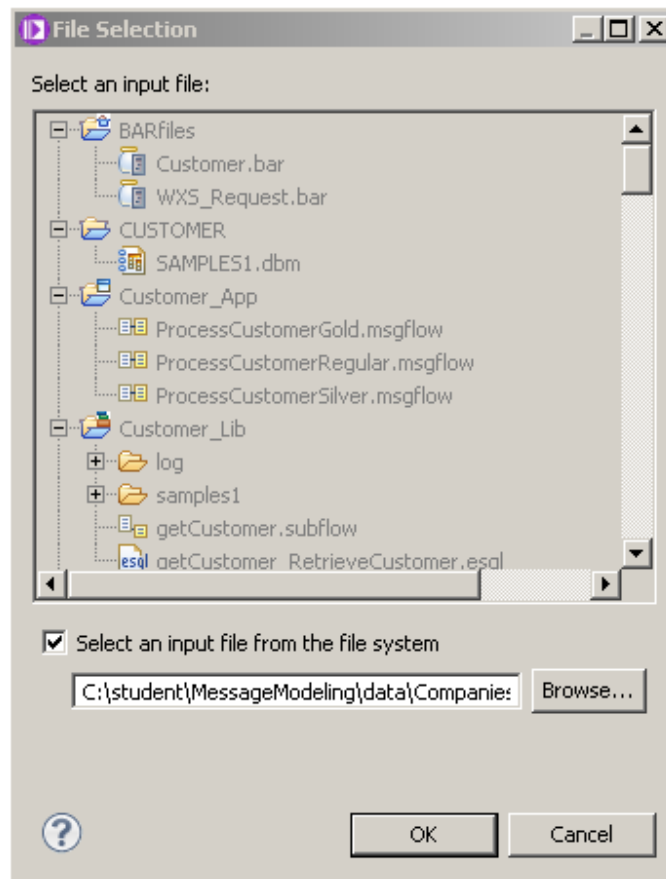 File Selection
Select an input file:
BARfiles
Customer.bar
WXS_Request.bar
CUSTOMER
SAMPLES1.dbm
Customer_App
ProcessCustomerGold.msgflow
ProcessCustomerRegular.msgflow
ProcessCustomerSilver.msgflow
Customer_Lib
log
samples1
getCustomer.subflow
esql getCustomer_RetrieveCustomer.esql
Select an input file from the file system
C:\student\MessageModeling\data\Companies Browse...
? OK Cancel